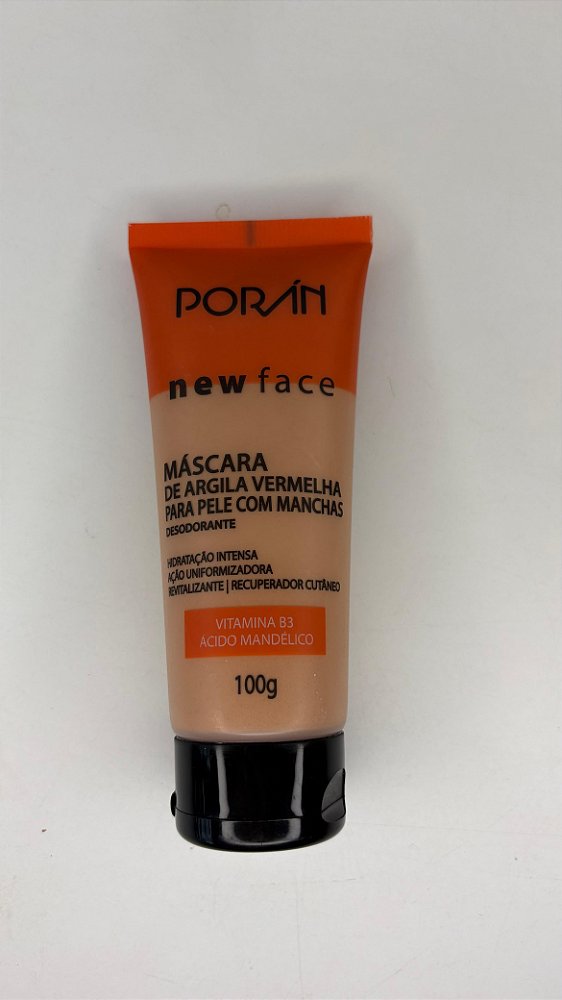 PORÁN
new face
MÁSCARA
DE ARGILA VERMELHA
PARA PELE COM MANCHAS
DESODORANTE
HIDRATAÇÃO INTENSA
AÇÃO UNIFORMIZADORA
REVITALIZANTE | RECUPERADOR CUTÂNEO
VITAMINA B3
ÁCIDO MANDÉLICO
100g